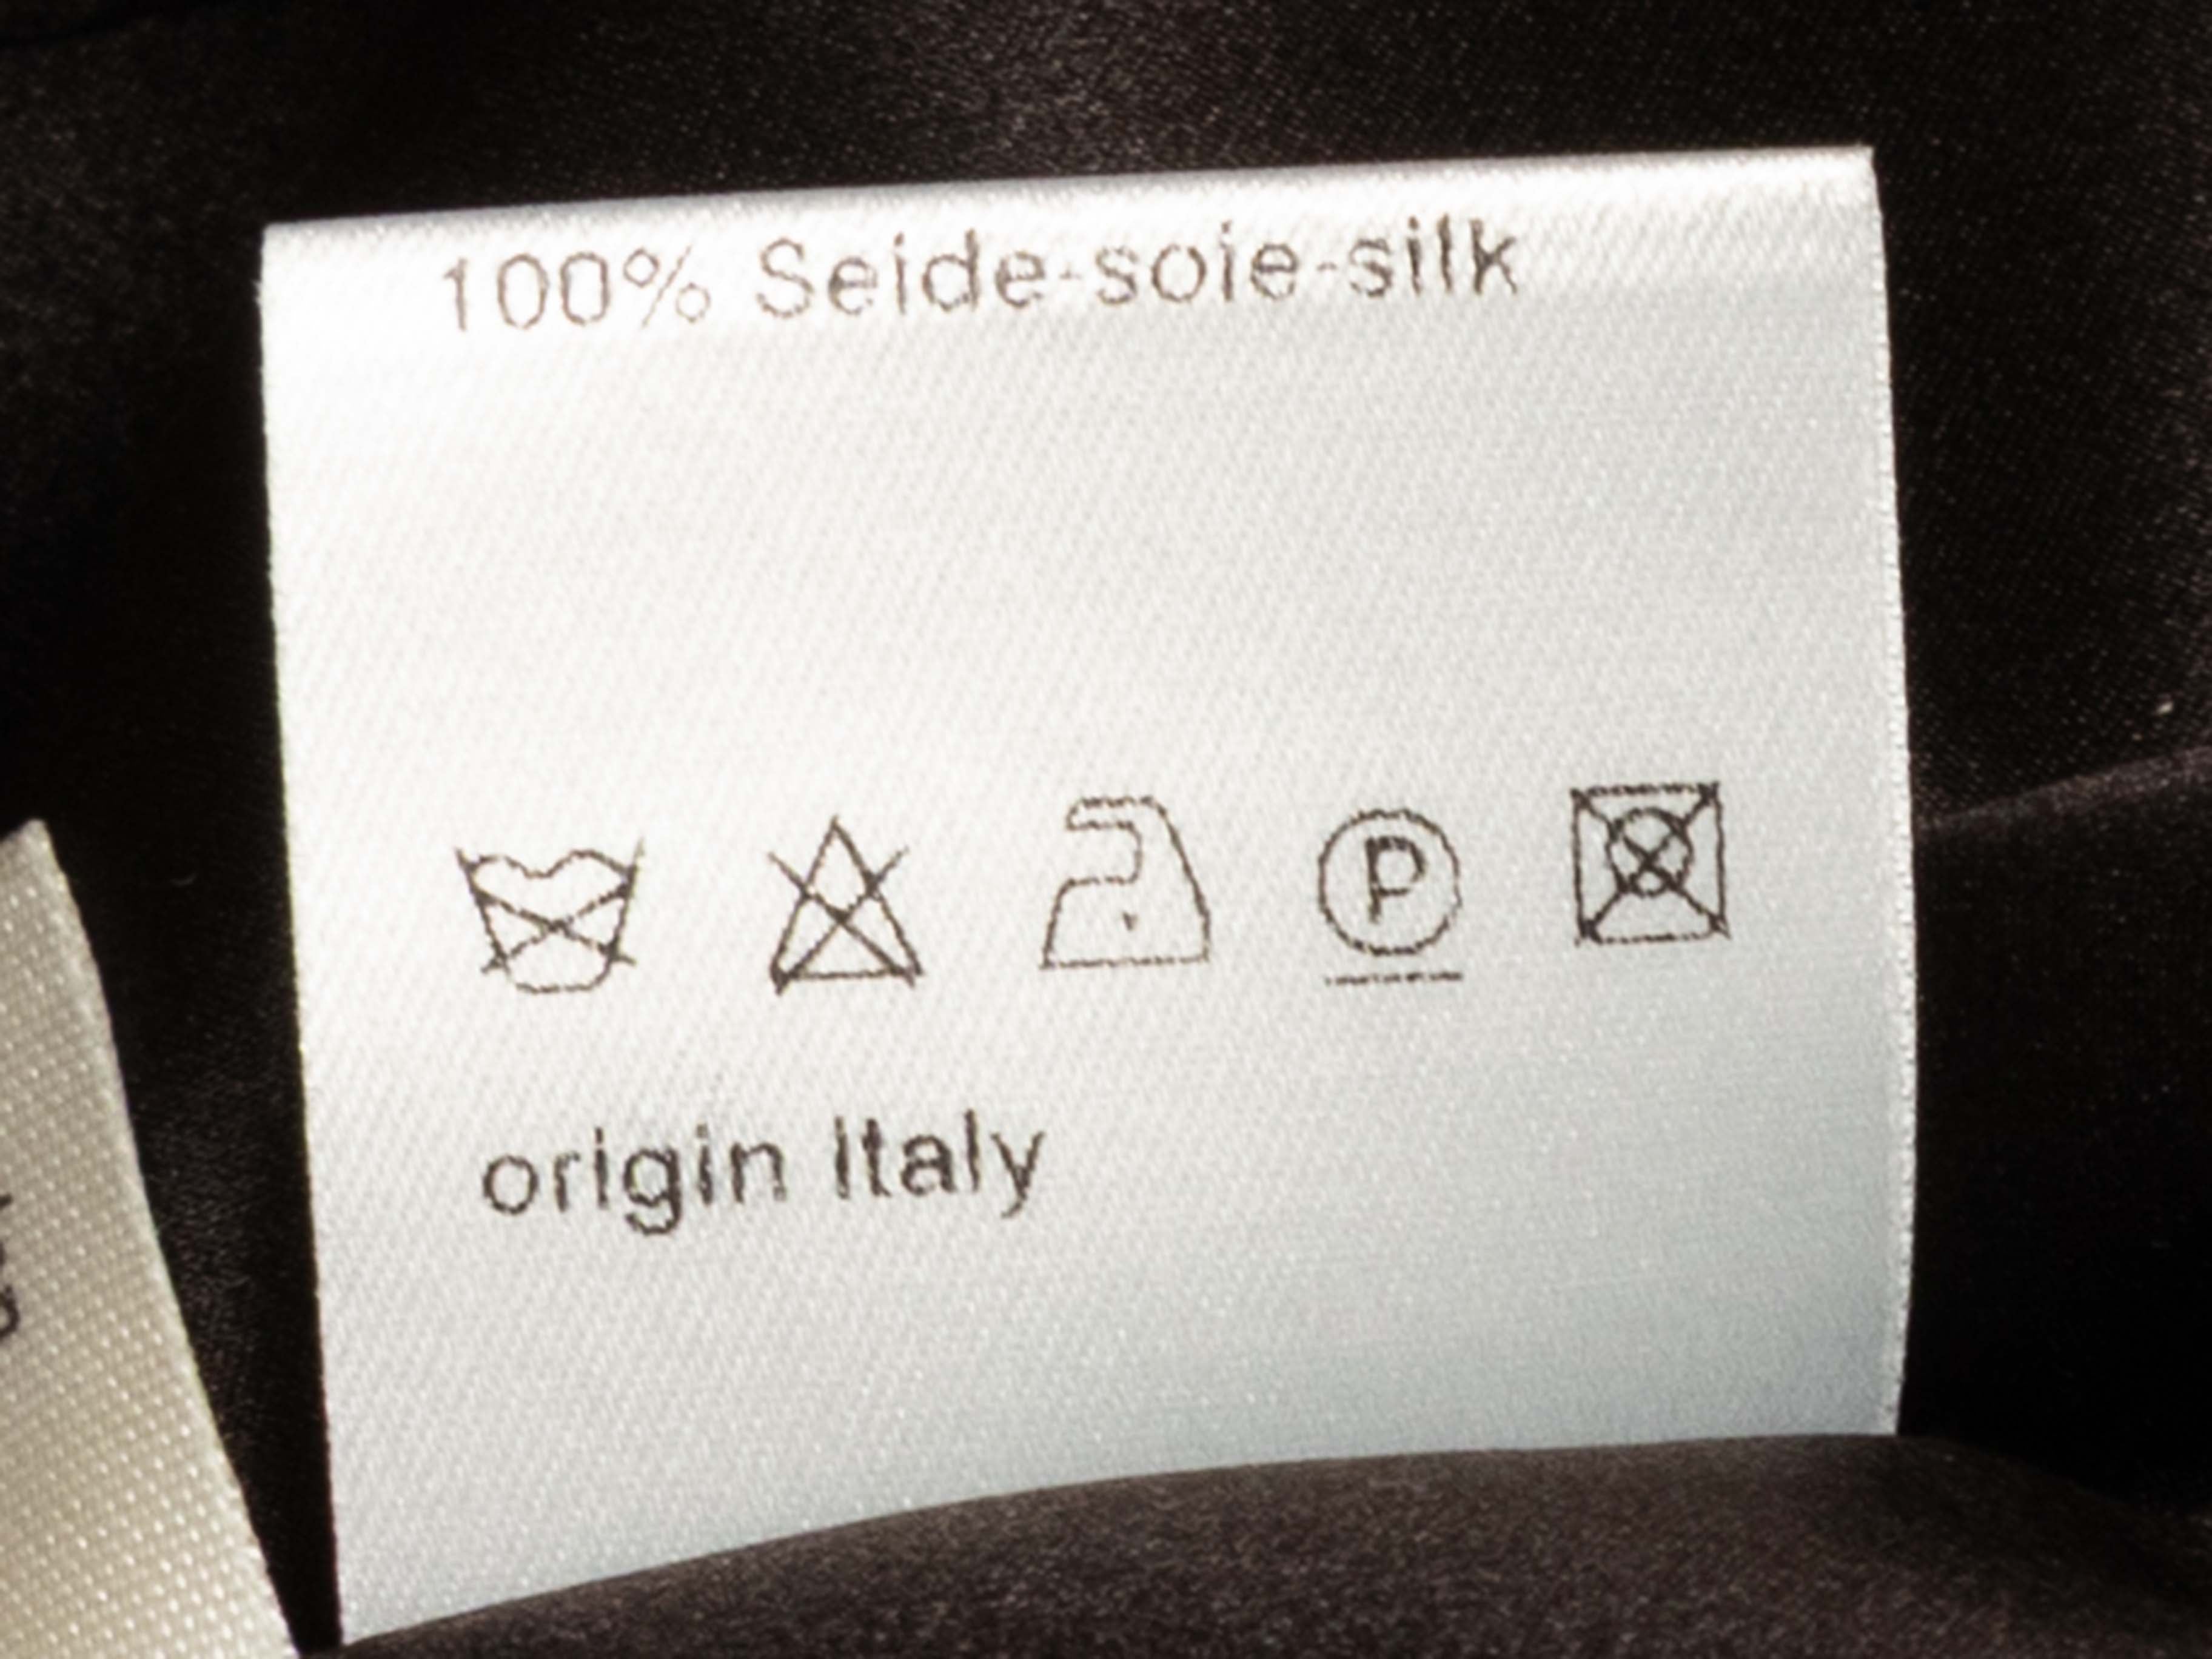 100% Seide-soie-silk
P
origin Italy